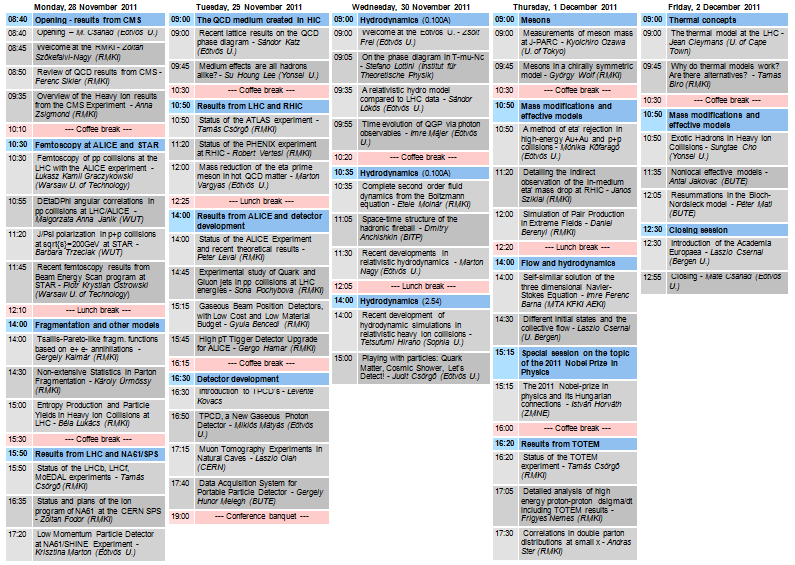 Monday, 28 November 2011
08:40 Opening - results from CMS
08:40 Opening - M. Csanád (Eötvös U.)
08:45 Welcome at the RMKI - Zoltán
Szőkefalvi-Nagy (RMKI)
08:50 Review of QCD results from CMS -
Ferenc Sikler (RMKI)
09:35 Overview of the Heavy Ion results
from the CMS Experiment - Anna
Zsigmond (RMKI)
10:10 --- Coffee break ---
10:30 Femtoscopy at ALICE and STAR
10:30 Femtoscopy of pp collisions at the
LHC with the ALICE experiment -
Lukasz Kamil Graczykowski
(Warsaw U. of Technology)
10:55 DEtaDPhi angular correlations in
pp collisions at LHC/ALICE -
Malgorzata Anna Janik (WUT)
11:20 J/Psi polarization in p+p collisions
at sqrt(s)=200GeV at STAR -
Barbara Trzeciak (WUT)
11:45 Recent femtoscopy results from
Beam Energy Scan program at
STAR - Piotr Krystian Ostrowski
(Warsaw U. of Technology)
12:10 --- Lunch break ---
14:00 Fragmentation and other models
14:00 Tsallis-Pareto-like fragm. functions
based on e+ e- annihilations -
Gergely Kalmár (RMKI)
14:30 Non-Extensive Statistics in Parton
Fragmentation - Károly Ürmössy
(RMKI)
15:00 Entropy Production and Particle
Yields in Heavy Ion Collisions at
LHC - Béla Lukács (RMKI)
15:30 --- Coffee break ---
15:50 Results from LHC and NA61/SPS
15:50 Status of the LHCb, LHCf,
MoEDAL experiments - Tamás
Csörgő (RMKI)
16:35 Status and plans of the ion
program of NA61 at the CERN SPS
- Zoltán Fodor (RMKI)
17:20 Low Momentum Particle Detector
at NA61/SHINE Experiment -
Krisztina Márton (Eötvös U.)
Tuesday, 29 November 2011
09:00 The QCD medium created in HIC
09:00 Recent lattice results on the QCD
phase diagram - Sándor Katz
(Eötvös U.)
09:45 Medium effects are all hadrons
alike? - Su Houng Lee (Yonsei U.)
10:30 --- Coffee break ---
10:50 Results from LHC and RHIC
10:50 Status of the ATLAS experiment -
Tamás Csörgő (RMKI)
11:20 Status of the PHENIX experiment
at RHIC - Robert Vertesi (RMKI)
12:00 Mass reduction of the eta prime
meson in hot QCD matter - Márton
Vargyas (Eötvös U.)
12:25 --- Lunch break ---
14:00 Results from ALICE and detector
development
14:00 Status of the ALICE Experiment
and recent theoretical results -
Peter Levai (RMKI)
14:45 Experimental study of Quark and
Gluon jets in pp collisions at LHC
energies - Sona Pochybova (RMKI)
15:15 Gaseous Beam Position Detectors,
with Low Cost and Low Material
Budget - Gyula Bencedi (RMKI)
15:45 High pT Tigger Detector Upgrade
for ALICE - Gergo Hamar (RMKI)
16:15 --- Coffee break ---
16:30 Detector development
16:30 Introduction to TPCD's - Levente
Kovacs
16:50 TPCD, a New Gaseous Photon
Detector - Miklós Mátyás (Eötvös
U.)
17:15 Muon Tomography Experiments in
Natural Caves - Laszlo Olah
(CERN)
17:40 Data Acquisition System for
Portable Particle Detector - Gergely
Hunor Melegh (BUTE)
19:00 --- Conference banquet ---
Wednesday, 30 November 2011
09:00 Hydrodynamics (0.100A)
09:00 Welcome at the Eötvös U. - Zsolt
Frei (Eötvös U.)
09:05 On the phase diagram in T-mu-Nc
- Stefano Lottini (Institut für
Theoretische Physik)
09:35 A relativistic hydro model
compared to LHC data - Sándor
Lökös (Eötvös U.)
09:55 Time evolution of QGP via photon
observables - Imre Májer (Eötvös
U.)
10:20 --- Coffee break ---
10:35 Hydrodynamics (0.100A)
10:35 Complete second order fluid
dynamics from the Boltzmann
equation - Etele Molnár (RMKI)
11:05 Space-time structure of the
hadronic fireball - Dmitry
Anchishkin (BITP)
11:30 Recent developments in
relativistic hydrodynamics - Marton
Nagy (Eötvös U.)
12:05 --- Lunch break ---
14:00 Hydrodynamics (2.54)
14:00 Recent development of
hydrodynamic simulations in
relativistic heavy ion collisions -
Tetsufumi Hirano (Sophia U.)
15:00 Playing with particles: Quark
Matter, Cosmic Shower, Let's
Detect! - Judit Csörgő (Eötvös U.)
Thursday, 1 December 2011
09:00 Mesons
09:00 Measurements of meson mass
at J-PARC - Kyoichiro Ozawa
(U. of Tokyo)
09:45 Mesons in a chirally symmetric
model - György Wolf (RMKI)
10:30 --- Coffee break ---
10:50 Mass modifications and
effective models
10:50 A method of eta' rejection in
high-energy Au+Au and p+p
collisions - Mónika Kőfaragó
(Eötvös U.)
11:20 Detailing the indirect
observation of the in-medium
eta' mass drop at RHIC - János
Sziklai (RMKI)
12:00 Simulation of Pair Production
in Extreme Fields - Daniel
Berenyi (RMKI)
12:20 --- Lunch break ---
14:00 Flow and hydrodynamics
14:00 Self-similar solution of the
three dimensional Navier-
Stokes Equation - Imre Ferenc
Barna (MTA KFKI AEKI)
14:30 Different initial states and the
collective flow - Laszlo Csernai
(U. Bergen)
15:15 Special session on the topic
of the 2011 Nobel Prize in
Physics
15:15 The 2011 Nobel-prize in
physics and its Hungarian
connections - István Horváth
(ZMNE)
16:00 --- Coffee break ---
16:20 Results from TOTEM
16:20 Status of the TOTEM
experiment - Tamás Csörgő
(RMKI)
17:05 Detailed analysis of high
energy proton-proton dsigma/dt
including TOTEM results -
Frigyes Nemes (RMKI)
17:30 Correlations in double parton
distributions at small x - Andras
Ster (RMKI)
Friday, 2 December 2011
09:00 Thermal concepts
09:00 The thermal model at the LHC -
Jean Cleymans (U. of Cape
Town)
09:45 Why do thermal models work?
Are there alternatives? - Tamas
Biro (RMKI)
10:30 --- Coffee break ---
10:50 Mass modifications and
effective models
10:50 Exotic Hadrons in Heavy Ion
Collisions - Sungtae Cho
(Yonsei U.)
11:35 Nonlocal effective models -
Antal Jakovac (BUTE)
12:05 Resummations in the Bloch-
Nordsieck model - Péter Mati
(BUTE)
12:30 Closing session
12:30 Introduction of the Academia
Europaea - Laszlo Csernai
(Bergen U.)
12:55 Closing - Máté Csanád (Eötvös
U.)